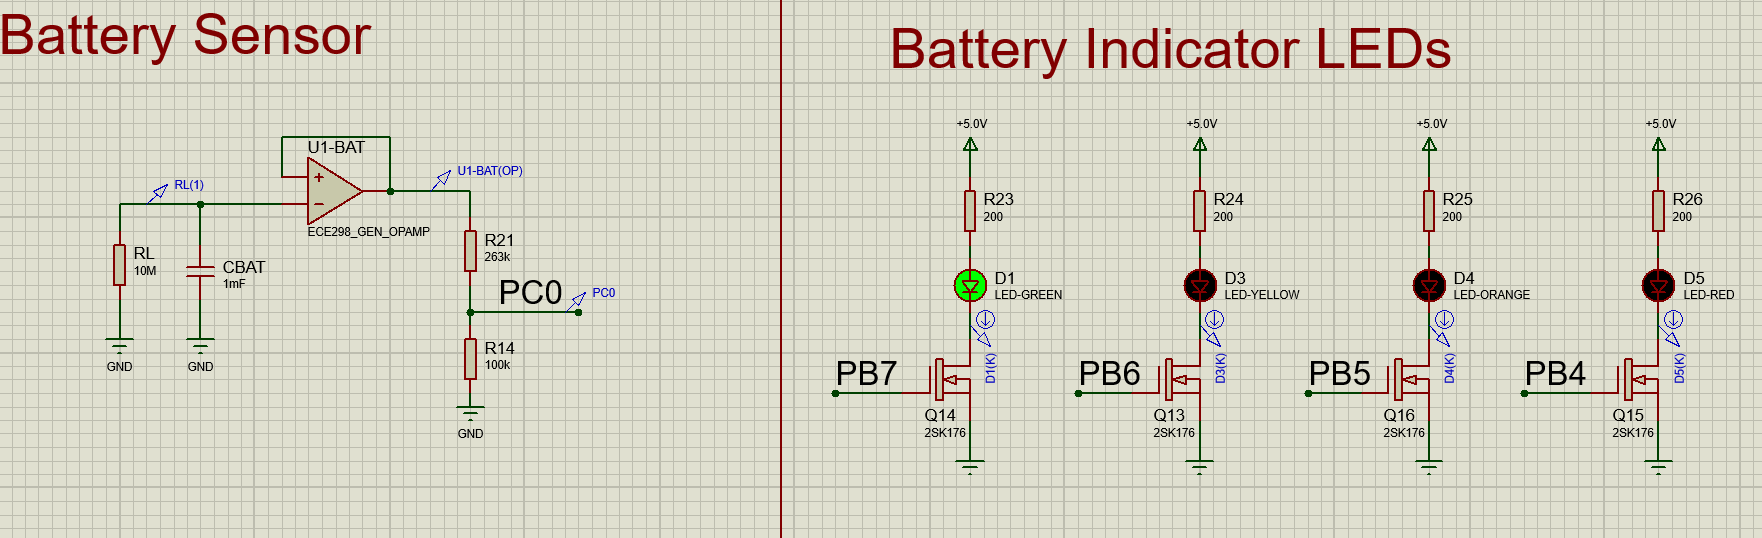 Battery Sensor
U1-BAT
+
−
ECE298_GEN_OPAMP
RL(1)
U1-BAT(OP)
RL
10M
CBAT
1mF
R21
263k
PC0
PC0
R14
100k
GND
GND
GND
Battery Indicator LEDs
+5.0V
+5.0V
+5.0V
+5.0V
R23
200
R24
200
R25
200
R26
200
D1
LED-GREEN
D3
LED-YELLOW
D4
LED-ORANGE
D5
LED-RED
D1(K)
D3(K)
D4(K)
D5(K)
PB7
PB6
PB5
PB4
Q14
2SK176
Q13
2SK176
Q16
2SK176
Q15
2SK176